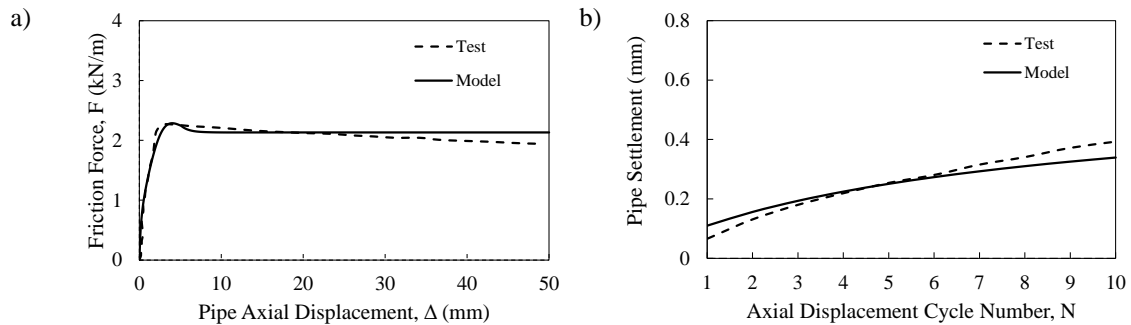 a)
Friction Force, F (kN/m)
4
3
2
1
0
Test
Model
0 10 20 30 40 50
Pipe Axial Displacement, Δ (mm)
b)
Pipe Settlement (mm)
0.8
0.6
0.4
0.2
0
Test
Model
1 2 3 4 5 6 7 8 9 10
Axial Displacement Cycle Number, N